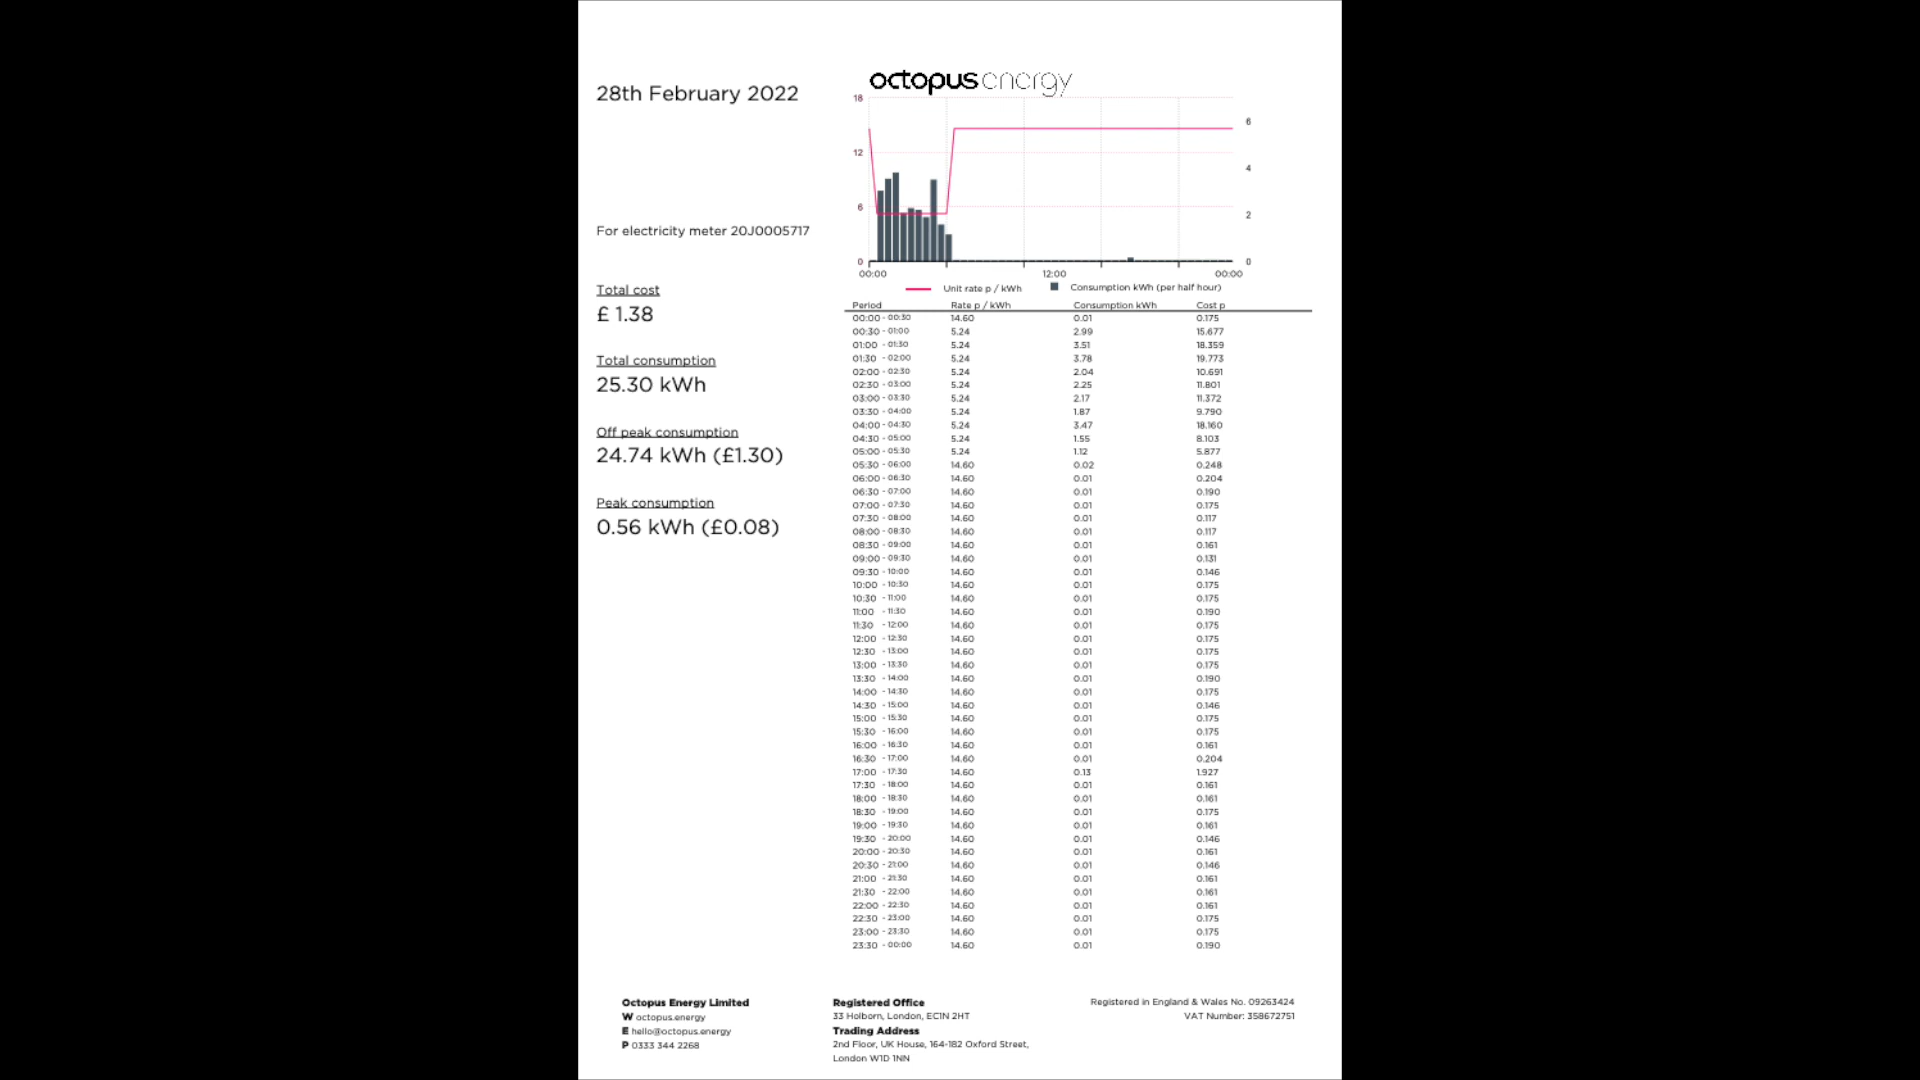 octopusenergy
28th February 2022
For electricity meter 20J0005717
Total cost
£ 1.38
Total consumption
25.30 kWh
Off peak consumption
24.74 kWh (£1.30)
Peak consumption
0.56 kWh (£0.08)
18
12
6
0
6
4
2
0
00:00 12:00 00:00
Unit rate p / kWh Consumption kWh (per half hour)
Period Rate p / kWh Consumption kWh Cost p
00:00 - 00:30 14.60 0.01 0.175
00:30 - 01:00 5.24 2.99 15.677
01:00 - 01:30 5.24 3.51 18.359
01:30 - 02:00 5.24 3.78 19.773
02:00 - 02:30 5.24 2.04 10.691
02:30 - 03:00 5.24 2.25 11.801
03:00 - 03:30 5.24 2.17 11.372
03:30 - 04:00 5.24 1.87 9.790
04:00 - 04:30 5.24 3.47 18.160
04:30 - 05:00 5.24 1.55 8.103
05:00 - 05:30 5.24 1.12 5.877
05:30 - 06:00 14.60 0.02 0.248
06:00 - 06:30 14.60 0.01 0.204
06:30 - 07:00 14.60 0.01 0.190
07:00 - 07:30 14.60 0.01 0.175
07:30 - 08:00 14.60 0.01 0.117
08:00 - 08:30 14.60 0.01 0.117
08:30 - 09:00 14.60 0.01 0.161
09:00 - 09:30 14.60 0.01 0.131
09:30 - 10:00 14.60 0.01 0.146
10:00 - 10:30 14.60 0.01 0.175
10:30 - 11:00 14.60 0.01 0.175
11:00 - 11:30 14.60 0.01 0.190
11:30 - 12:00 14.60 0.01 0.175
12:00 - 12:30 14.60 0.01 0.175
12:30 - 13:00 14.60 0.01 0.175
13:00 - 13:30 14.60 0.01 0.175
13:30 - 14:00 14.60 0.01 0.190
14:00 - 14:30 14.60 0.01 0.175
14:30 - 15:00 14.60 0.01 0.146
15:00 - 15:30 14.60 0.01 0.175
15:30 - 16:00 14.60 0.01 0.175
16:00 - 16:30 14.60 0.01 0.161
16:30 - 17:00 14.60 0.01 0.204
17:00 - 17:30 14.60 0.13 1.927
17:30 - 18:00 14.60 0.01 0.161
18:00 - 18:30 14.60 0.01 0.161
18:30 - 19:00 14.60 0.01 0.175
19:00 - 19:30 14.60 0.01 0.161
19:30 - 20:00 14.60 0.01 0.146
20:00 - 20:30 14.60 0.01 0.161
20:30 - 21:00 14.60 0.01 0.146
21:00 - 21:30 14.60 0.01 0.161
21:30 - 22:00 14.60 0.01 0.161
22:00 - 22:30 14.60 0.01 0.161
22:30 - 23:00 14.60 0.01 0.175
23:00 - 23:30 14.60 0.01 0.175
23:30 - 00:00 14.60 0.01 0.190
Octopus Energy Limited
W octopus.energy
E hello@octopus.energy
P 0333 344 2268
Registered Office
33 Holborn, London, EC1N 2HT
Trading Address
2nd Floor, UK House, 164-182 Oxford Street,
London W1D 1NN
Registered in England & Wales No. 09263424
VAT Number: 358672751